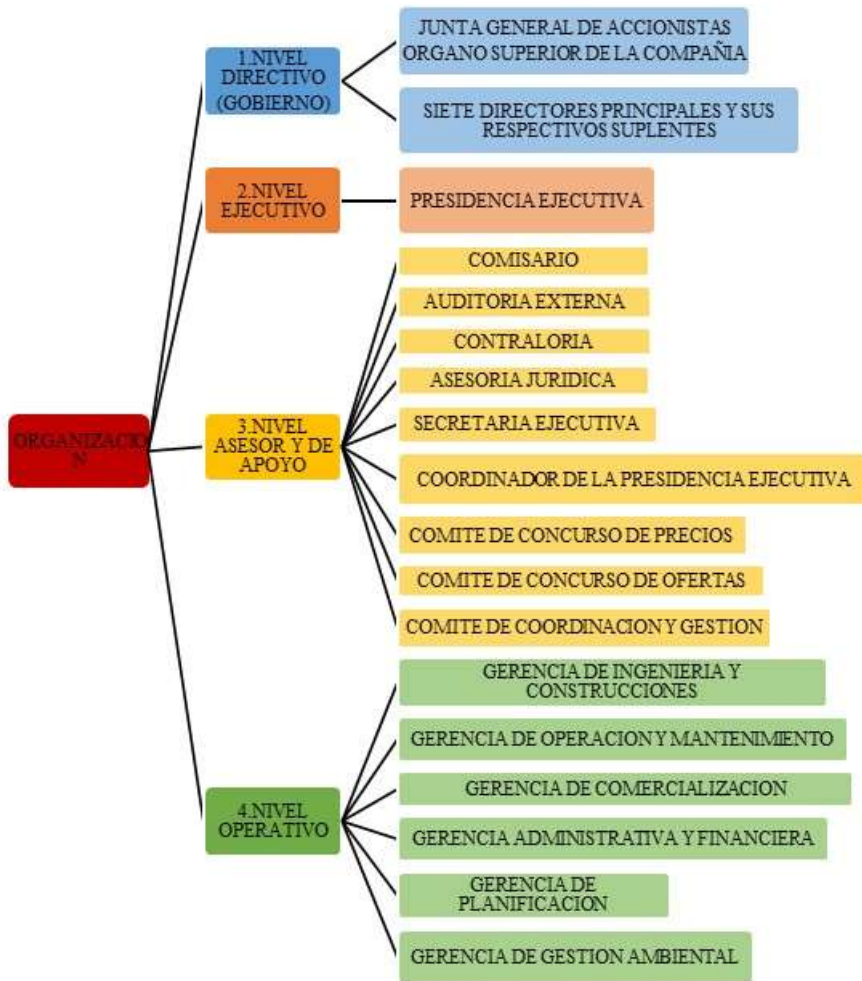 ORGANIZACIO
N
1.NIVEL
DIRECTIVO
(GOBIERNO)
JUNTA GENERAL DE ACCIONISTAS
ORGANO SUPERIOR DE LA COMPAÑIA
SIETE DIRECTORES PRINCIPALES Y SUS
RESPECTIVOS SUPLENTES
2.NIVEL
EJECUTIVO
PRESIDENCIA EJECUTIVA
3.NIVEL
ASESOR Y DE
APOYO
COMISARIO
AUDITORIA EXTERNA
CONTRALORIA
ASESORIA JURIDICA
SECRETARIA EJECUTIVA
COORDINADOR DE LA PRESIDENCIA EJECUTIVA
COMITE DE CONCURSO DE PRECIOS
COMITE DE CONCURSO DE OFERTAS
COMITE DE COORDINACION Y GESTION
4.NIVEL
OPERATIVO
GERENCIA DE INGENIERIA Y
CONSTRUCCIONES
GERENCIA DE OPERACION Y MANTENIMIENTO
GERENCIA DE COMERCIALIZACION
GERENCIA ADMINISTRATIVA Y FINANCIERA
GERENCIA DE
PLANIFICACION
GERENCIA DE GESTION AMBIENTAL